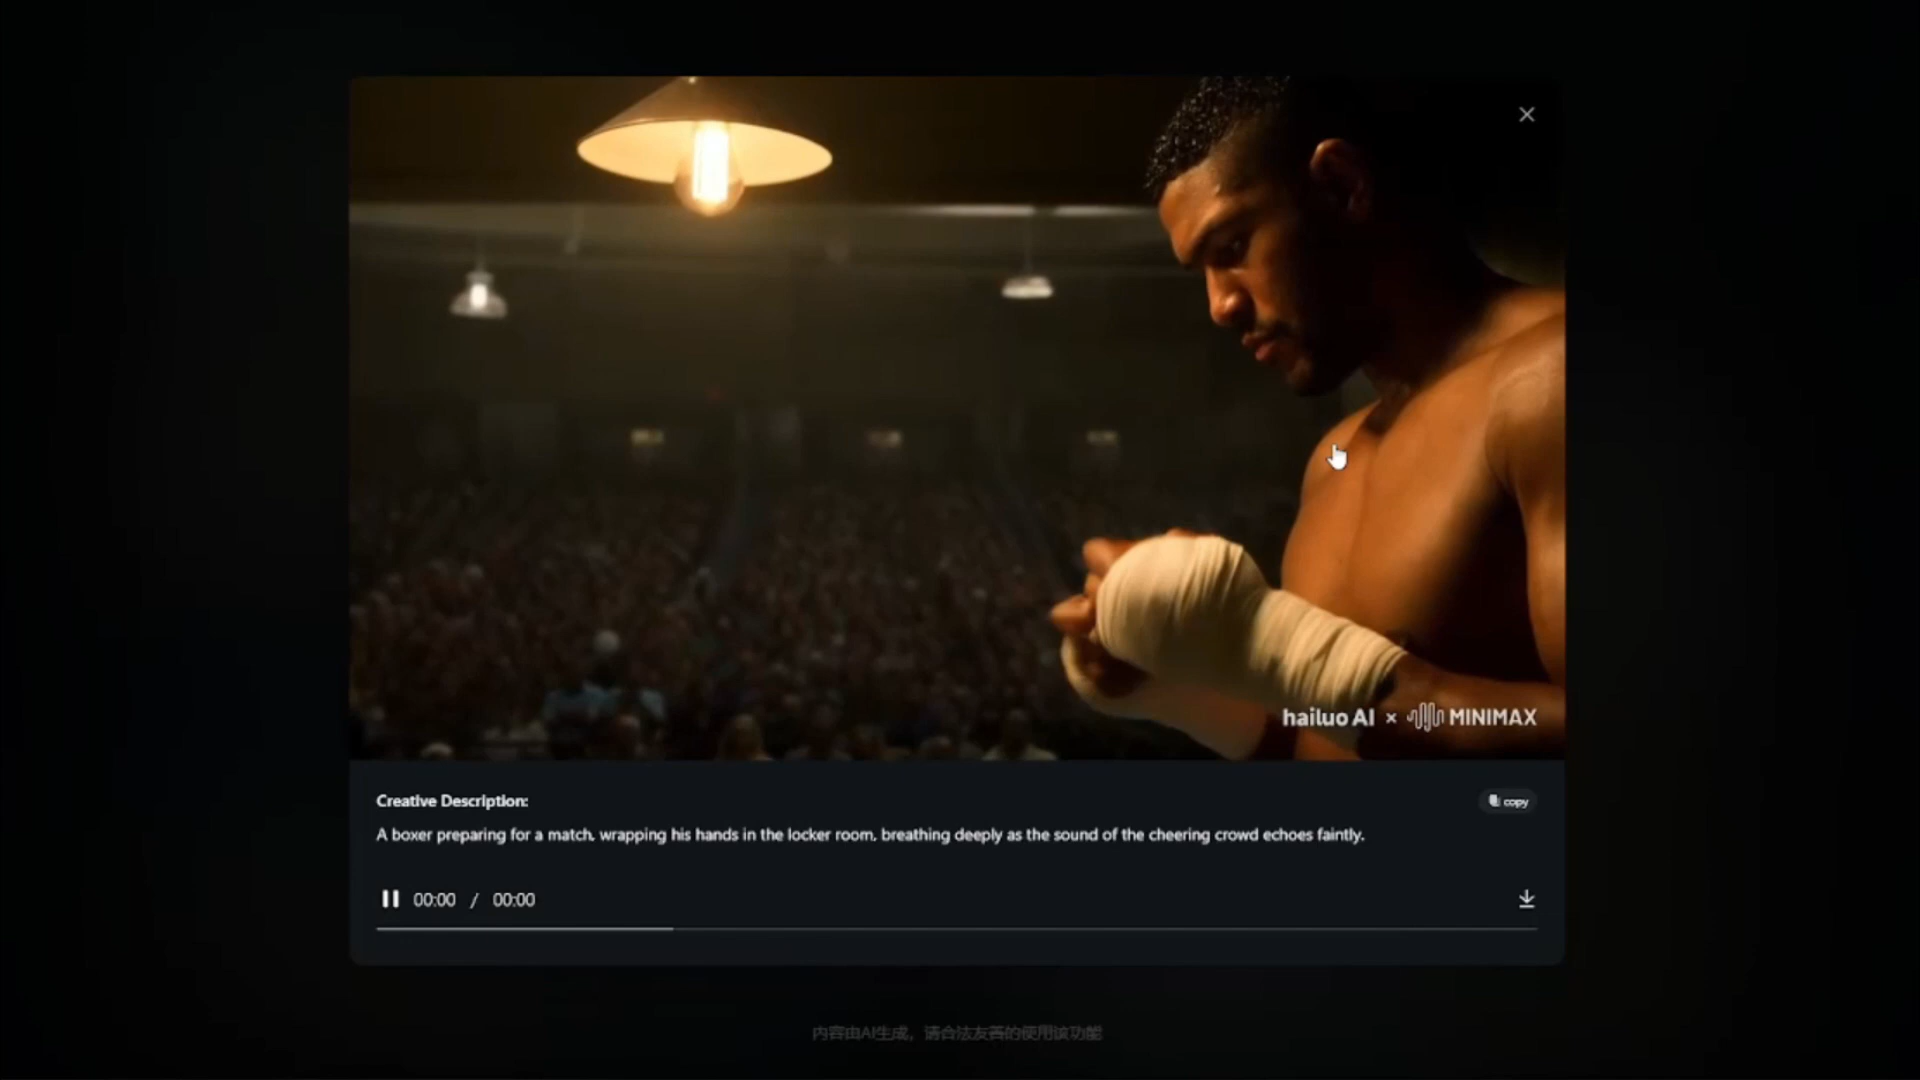 hailuo AI × MINIMAX
Creative Description:
copy
A boxer preparing for a match, wrapping his hands in the locker room, breathing deeply as the sound of the cheering crowd echoes faintly.
00:00 / 00:00
内容由AI生成，请合法友善的使用该功能